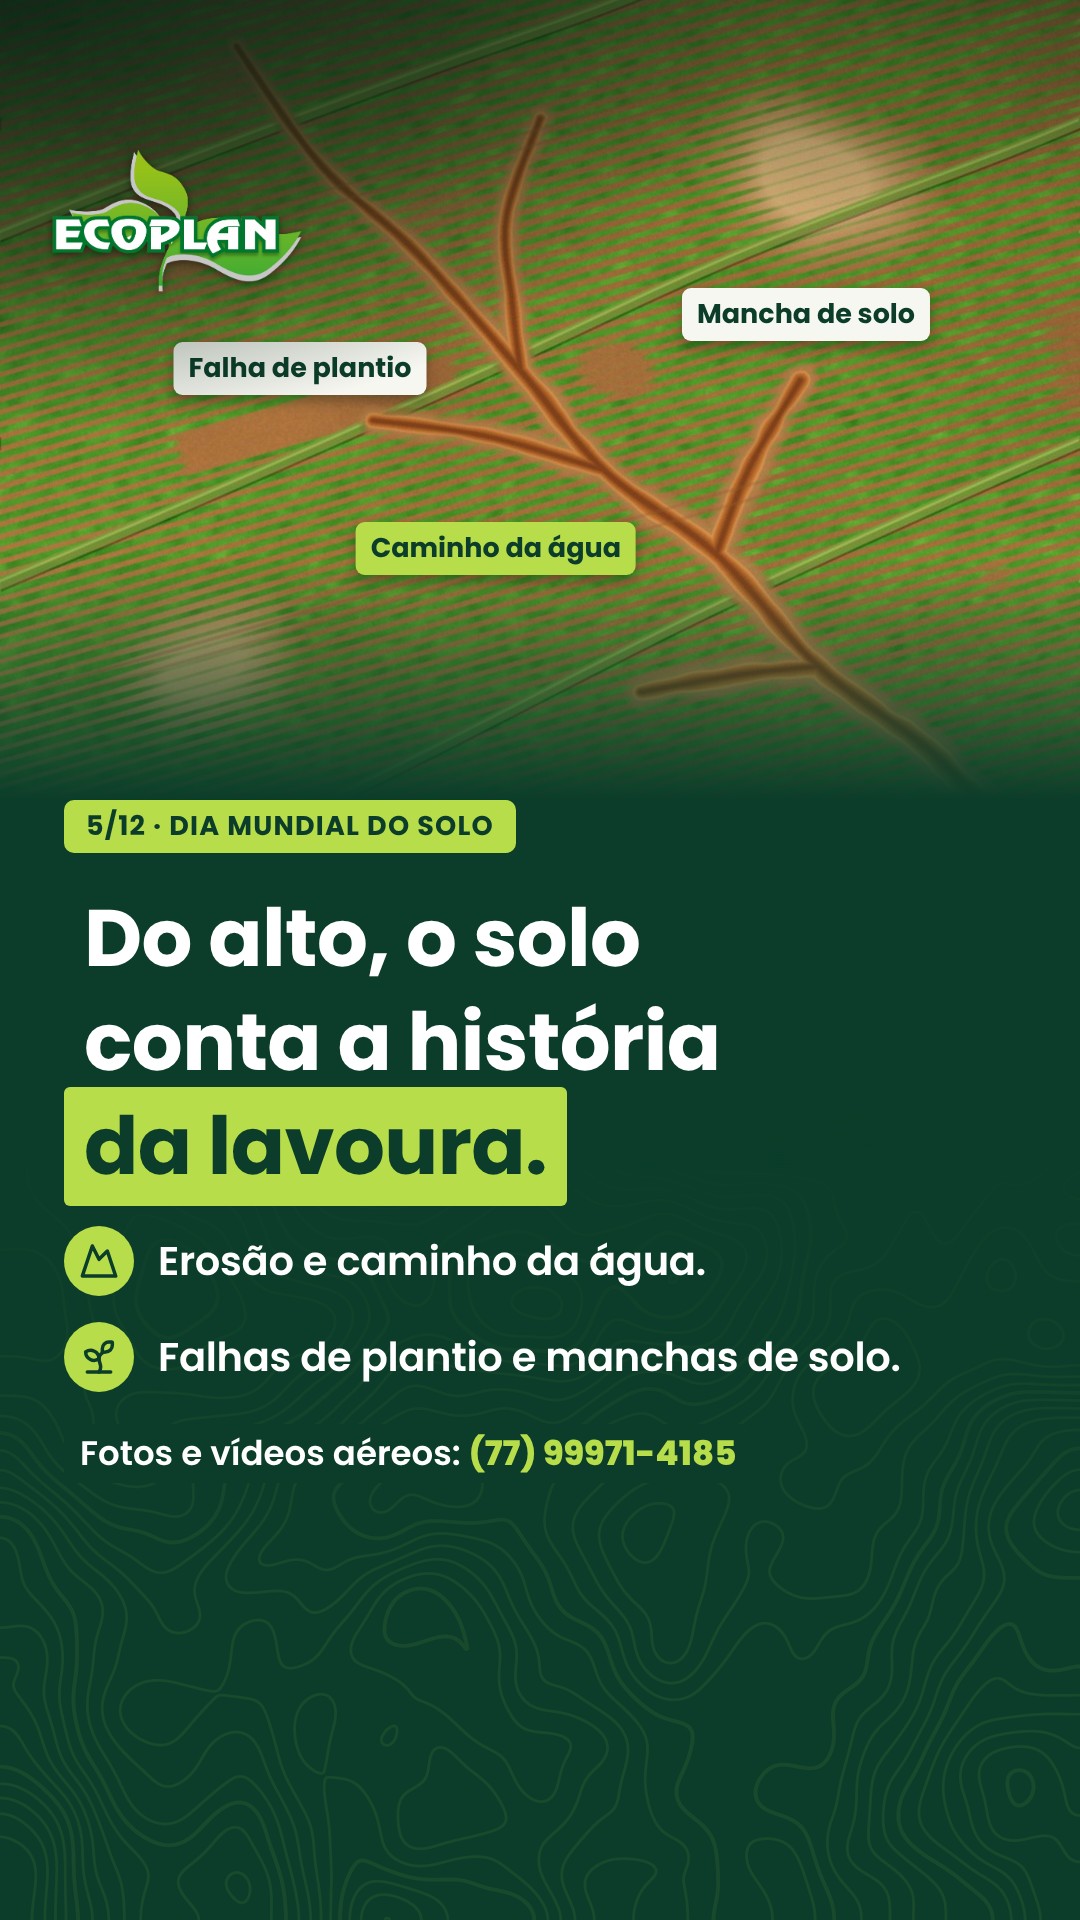 ECOPLAN
Mancha de solo
Falha de plantio
Caminho da água
5/12 · DIA MUNDIAL DO SOLO
Do alto, o solo
conta a história
da lavoura.
Erosão e caminho da água.
Falhas de plantio e manchas de solo.
Fotos e vídeos aéreos: (77) 99971-4185